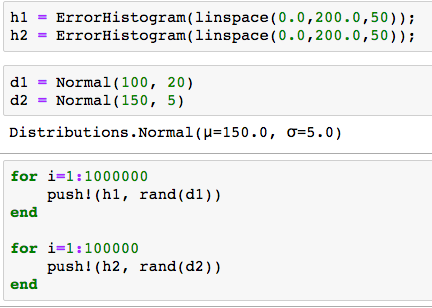 h1 = ErrorHistogram(linspace(0.0,200.0,50));
h2 = ErrorHistogram(linspace(0.0,200.0,50));
d1 = Normal(100, 20)
d2 = Normal(150, 5)
Distributions.Normal(μ=150.0, σ=5.0)
for i=1:1000000
    push!(h1, rand(d1))
end
for i=1:100000
    push!(h2, rand(d2))
end